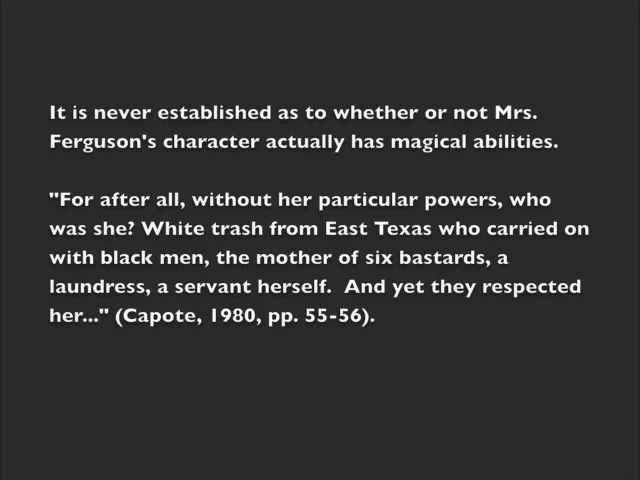 It is never established as to whether or not Mrs.
Ferguson's character actually has magical abilities.
"For after all, without her particular powers, who
was she? White trash from East Texas who carried on
with black men, the mother of six bastards, a
laundress, a servant herself.  And yet they respected
her..." (Capote, 1980, pp. 55-56).